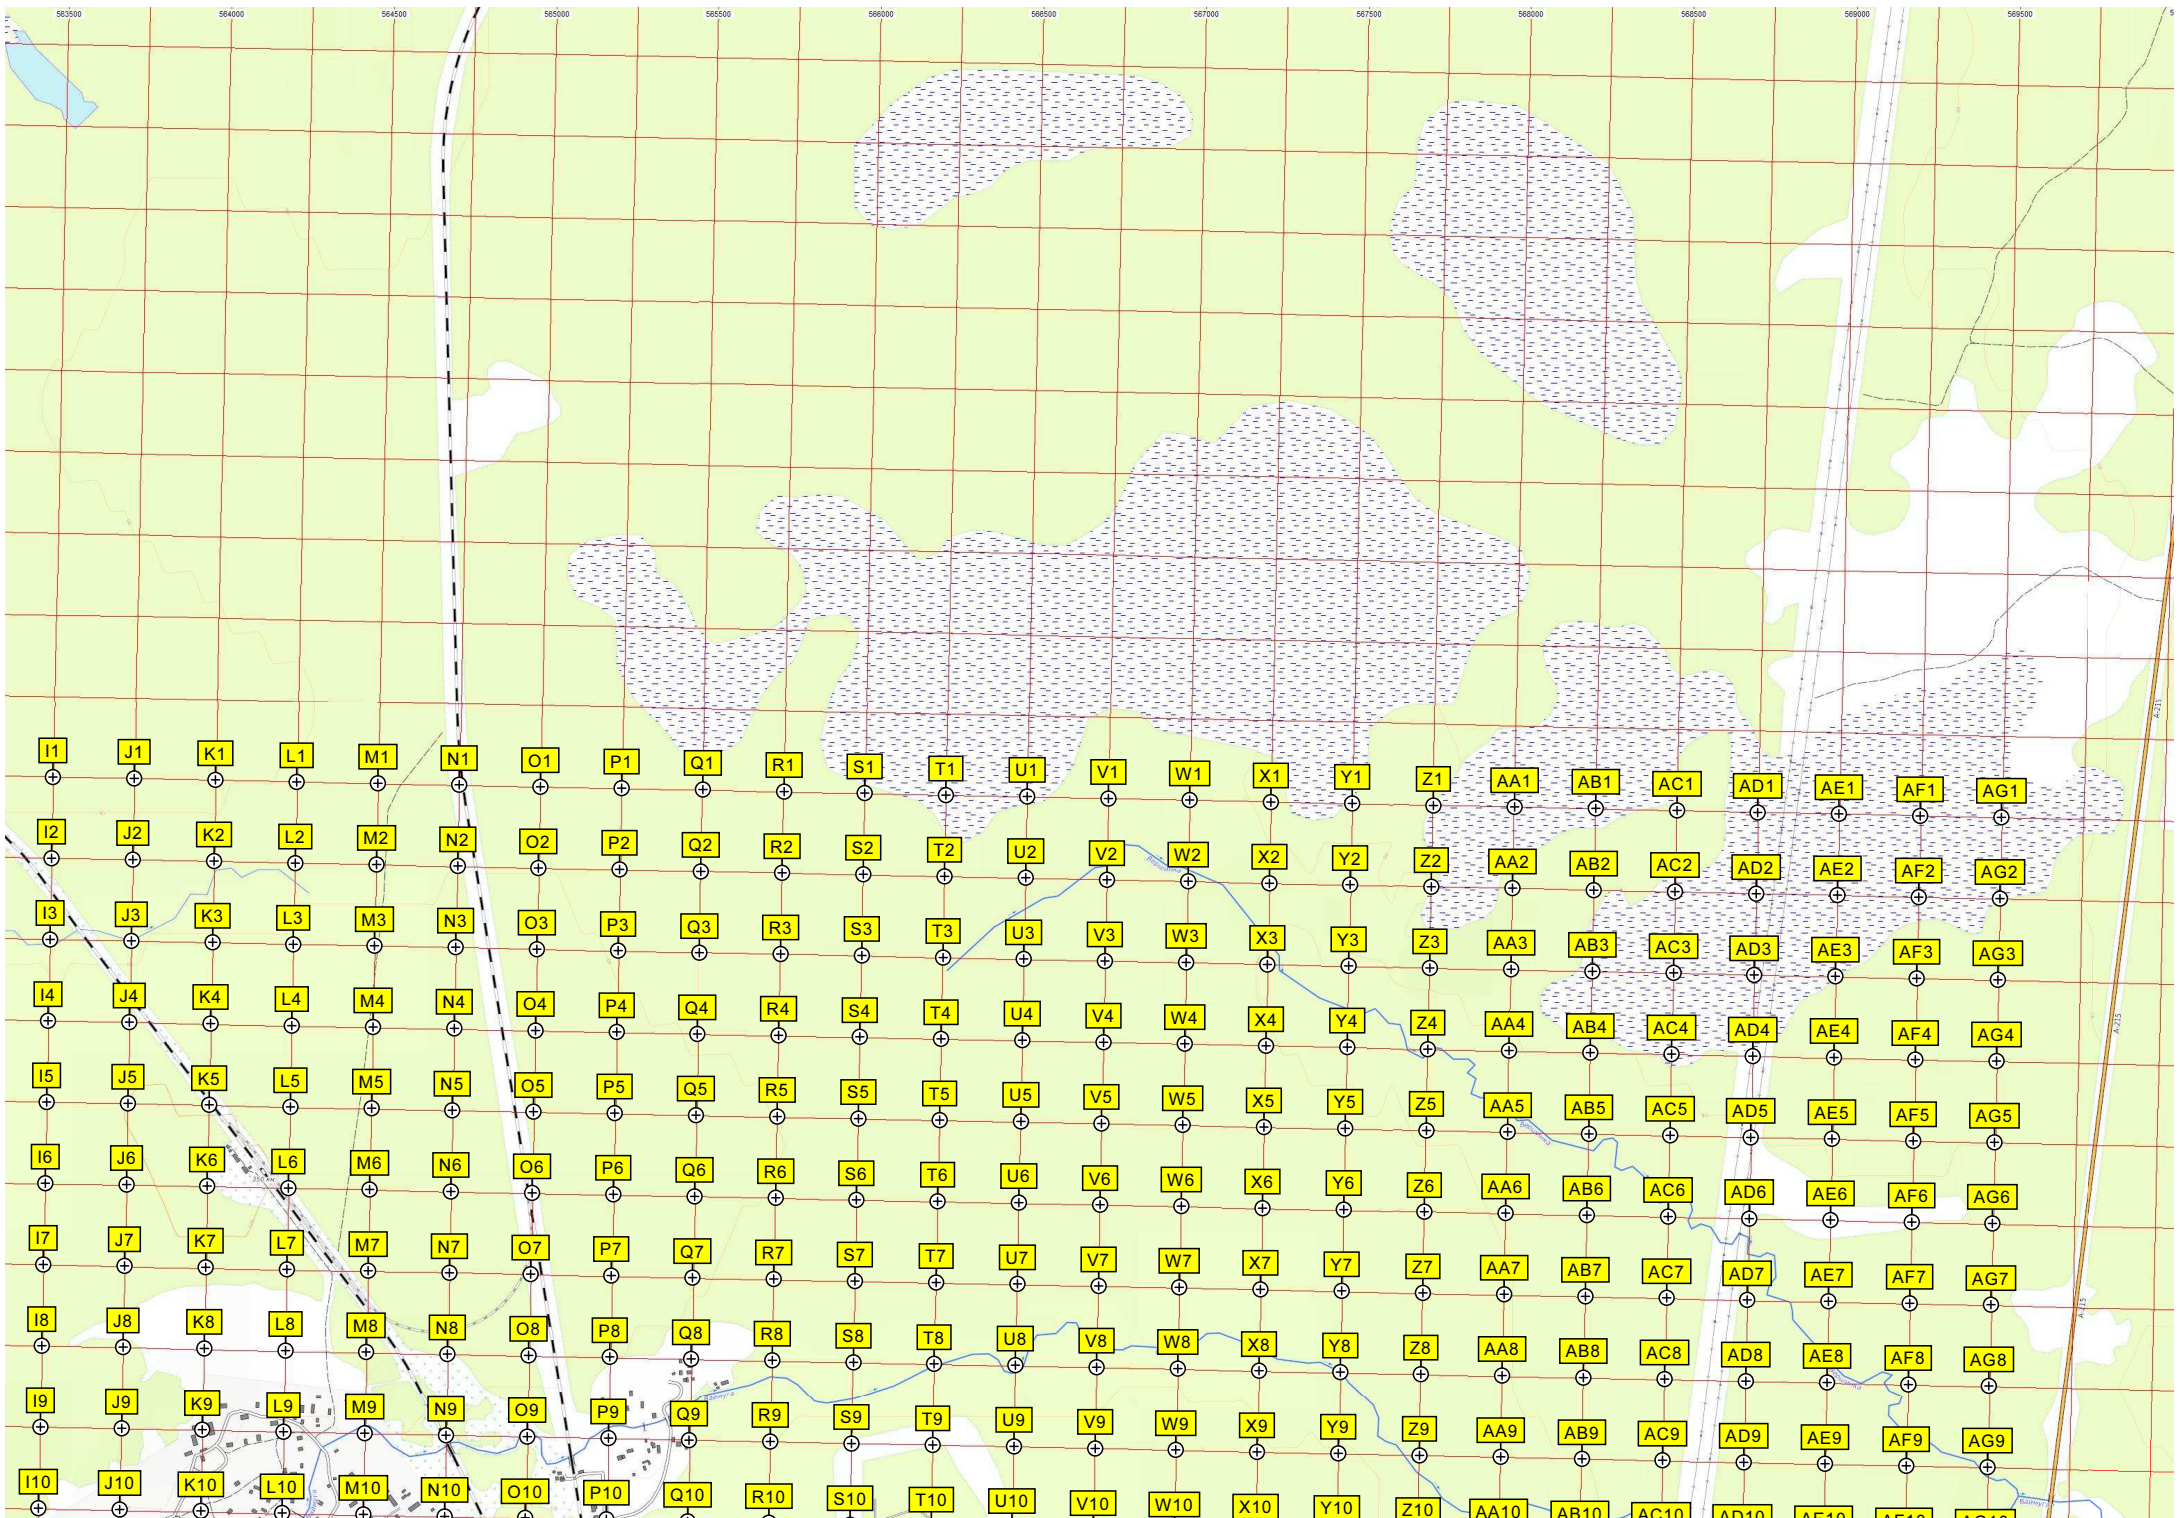 563500 564000 564500 565000 565500 566000 566500 567000 567500 568000 568500 569000 569500
A-215
I1 J1 K1 L1 M1 N1 O1 P1 Q1 R1 S1 T1 U1 V1 W1 X1 Y1 Z1 AA1 AB1 AC1 AD1 AE1 AF1 AG1
I2 J2 K2 L2 M2 N2 O2 P2 Q2 R2 S2 T2 U2 V2 W2 X2 Y2 Z2 AA2 AB2 AC2 AD2 AE2 AF2 AG2
I3 J3 K3 L3 M3 N3 O3 P3 Q3 R3 S3 T3 U3 V3 W3 X3 Y3 Z3 AA3 AB3 AC3 AD3 AE3 AF3 AG3
I4 J4 K4 L4 M4 N4 O4 P4 Q4 R4 S4 T4 U4 V4 W4 X4 Y4 Z4 AA4 AB4 AC4 AD4 AE4 AF4 AG4
A-215
I5 J5 K5 L5 M5 N5 O5 P5 Q5 R5 S5 T5 U5 V5 W5 X5 Y5 Z5 AA5 AB5 AC5 AD5 AE5 AF5 AG5
I6 J6 K6 L6 M6 N6 O6 P6 Q6 R6 S6 T6 U6 V6 W6 X6 Y6 Z6 AA6 AB6 AC6 AD6 AE6 AF6 AG6
I7 J7 K7 L7 M7 N7 O7 P7 Q7 R7 S7 T7 U7 V7 W7 X7 Y7 Z7 AA7 AB7 AC7 AD7 AE7 AF7 AG7
A-215
I8 J8 K8 L8 M8 N8 O8 P8 Q8 R8 S8 T8 U8 V8 W8 X8 Y8 Z8 AA8 AB8 AC8 AD8 AE8 AF8 AG8
Ваймуга
I9 J9 K9 L9 M9 N9 O9 P9 Q9 R9 S9 T9 U9 V9 W9 X9 Y9 Z9 AA9 AB9 AC9 AD9 AE9 AF9 AG9
I10 J10 K10 L10 M10 N10 O10 P10 Q10 R10 S10 T10 U10 V10 W10 X10 Y10 Z10 AA10 AB10 AC10 AD10 AE10 AF10 AG10
Ваймуга
Ваймуга